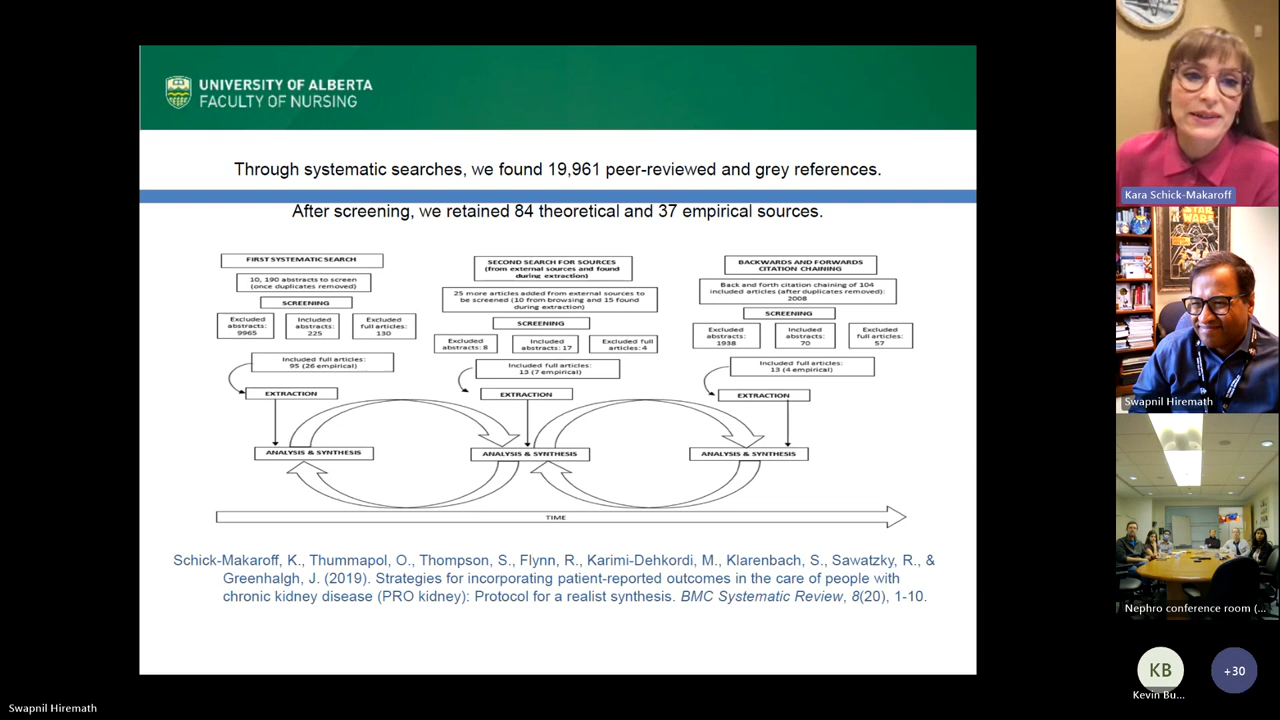 UNIVERSITY OF ALBERTA
FACULTY OF NURSING
Through systematic searches, we found 19,961 peer-reviewed and grey references.
After screening, we retained 84 theoretical and 37 empirical sources.
FIRST SYSTEMATIC SEARCH
10, 190 abstracts to screen
(once duplicates removed)
SCREENING
Excluded
abstracts:
9965
Included
abstracts:
225
Excluded
full articles:
130
Included full articles:
95 (26 empirical)
EXTRACTION
ANALYSIS & SYNTHESIS
SECOND SEARCH FOR SOURCES
(from external sources and found
during extraction)
25 more articles added from external sources to
be screened (10 from browsing and 15 found
during extraction)
SCREENING
Excluded
abstracts: 8
Included
abstracts: 17
Excluded full
articles: 4
Included full articles:
13 (7 empirical)
EXTRACTION
ANALYSIS & SYNTHESIS
BACKWARDS AND FORWARDS
CITATION CHAINING
Back and forth citation chaining of 104
included articles (after duplicates removed):
2008
SCREENING
Excluded
abstracts:
1938
Included
abstracts:
70
Excluded
full articles:
57
Included full articles:
13 (4 empirical)
EXTRACTION
ANALYSIS & SYNTHESIS
TIME
Schick-Makaroff, K., Thummapol, O., Thompson, S., Flynn, R., Karimi-Dehkordi, M., Klarenbach, S., Sawatzky, R., &
Greenhalgh, J. (2019). Strategies for incorporating patient-reported outcomes in the care of people with
chronic kidney disease (PRO kidney): Protocol for a realist synthesis. BMC Systematic Review, 8(20), 1-10.
Kara Schick-Makaroff
STAR
WARS
Swapnil Hiremath
Nephro conference room (...
KB
+30
Kevin Bu...
Swapnil Hiremath